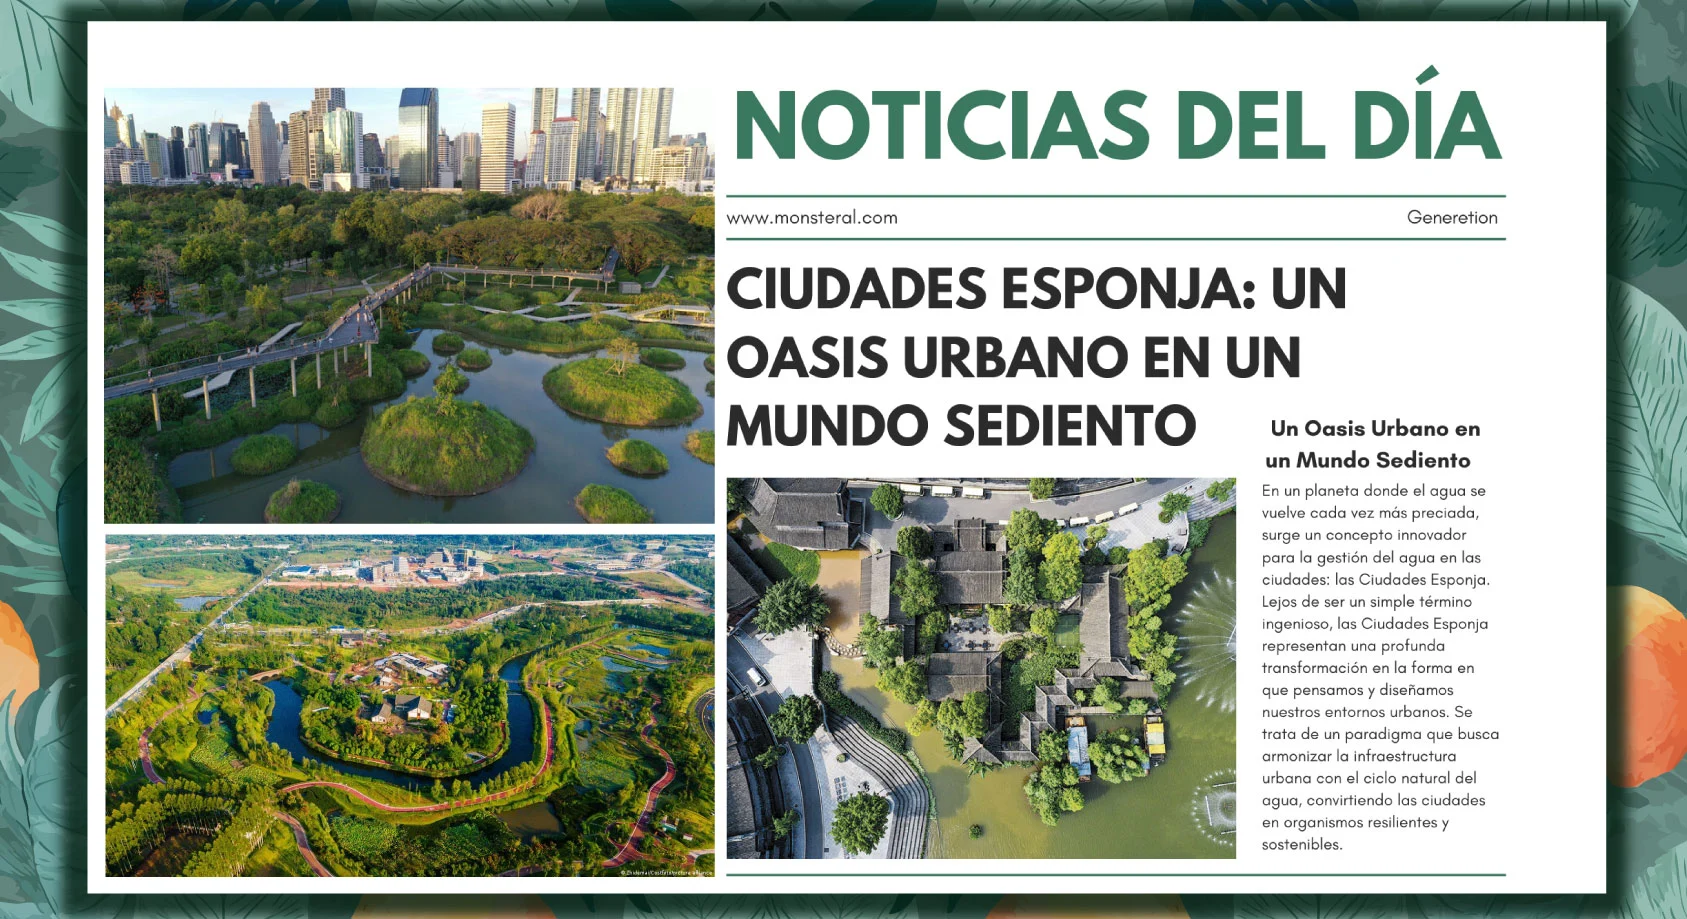 NOTICIAS DEL DÍA
www.monsteral.com
Generetion
CIUDADES ESPONJA: UN
OASIS URBANO EN UN
MUNDO SEDIENTO
Un Oasis Urbano en
un Mundo Sediento
En un planeta donde el agua se
vuelve cada vez más preciada,
surge un concepto innovador
para la gestión del agua en las
ciudades: las Ciudades Esponja.
Lejos de ser un simple término
ingenioso, las Ciudades Esponja
representan una profunda
transformación en la forma en
que pensamos y diseñamos
nuestros entornos urbanos. Se
trata de un paradigma que busca
armonizar la infraestructura
urbana con el ciclo natural del
agua, convirtiendo las ciudades
en organismos resilientes y
sostenibles.